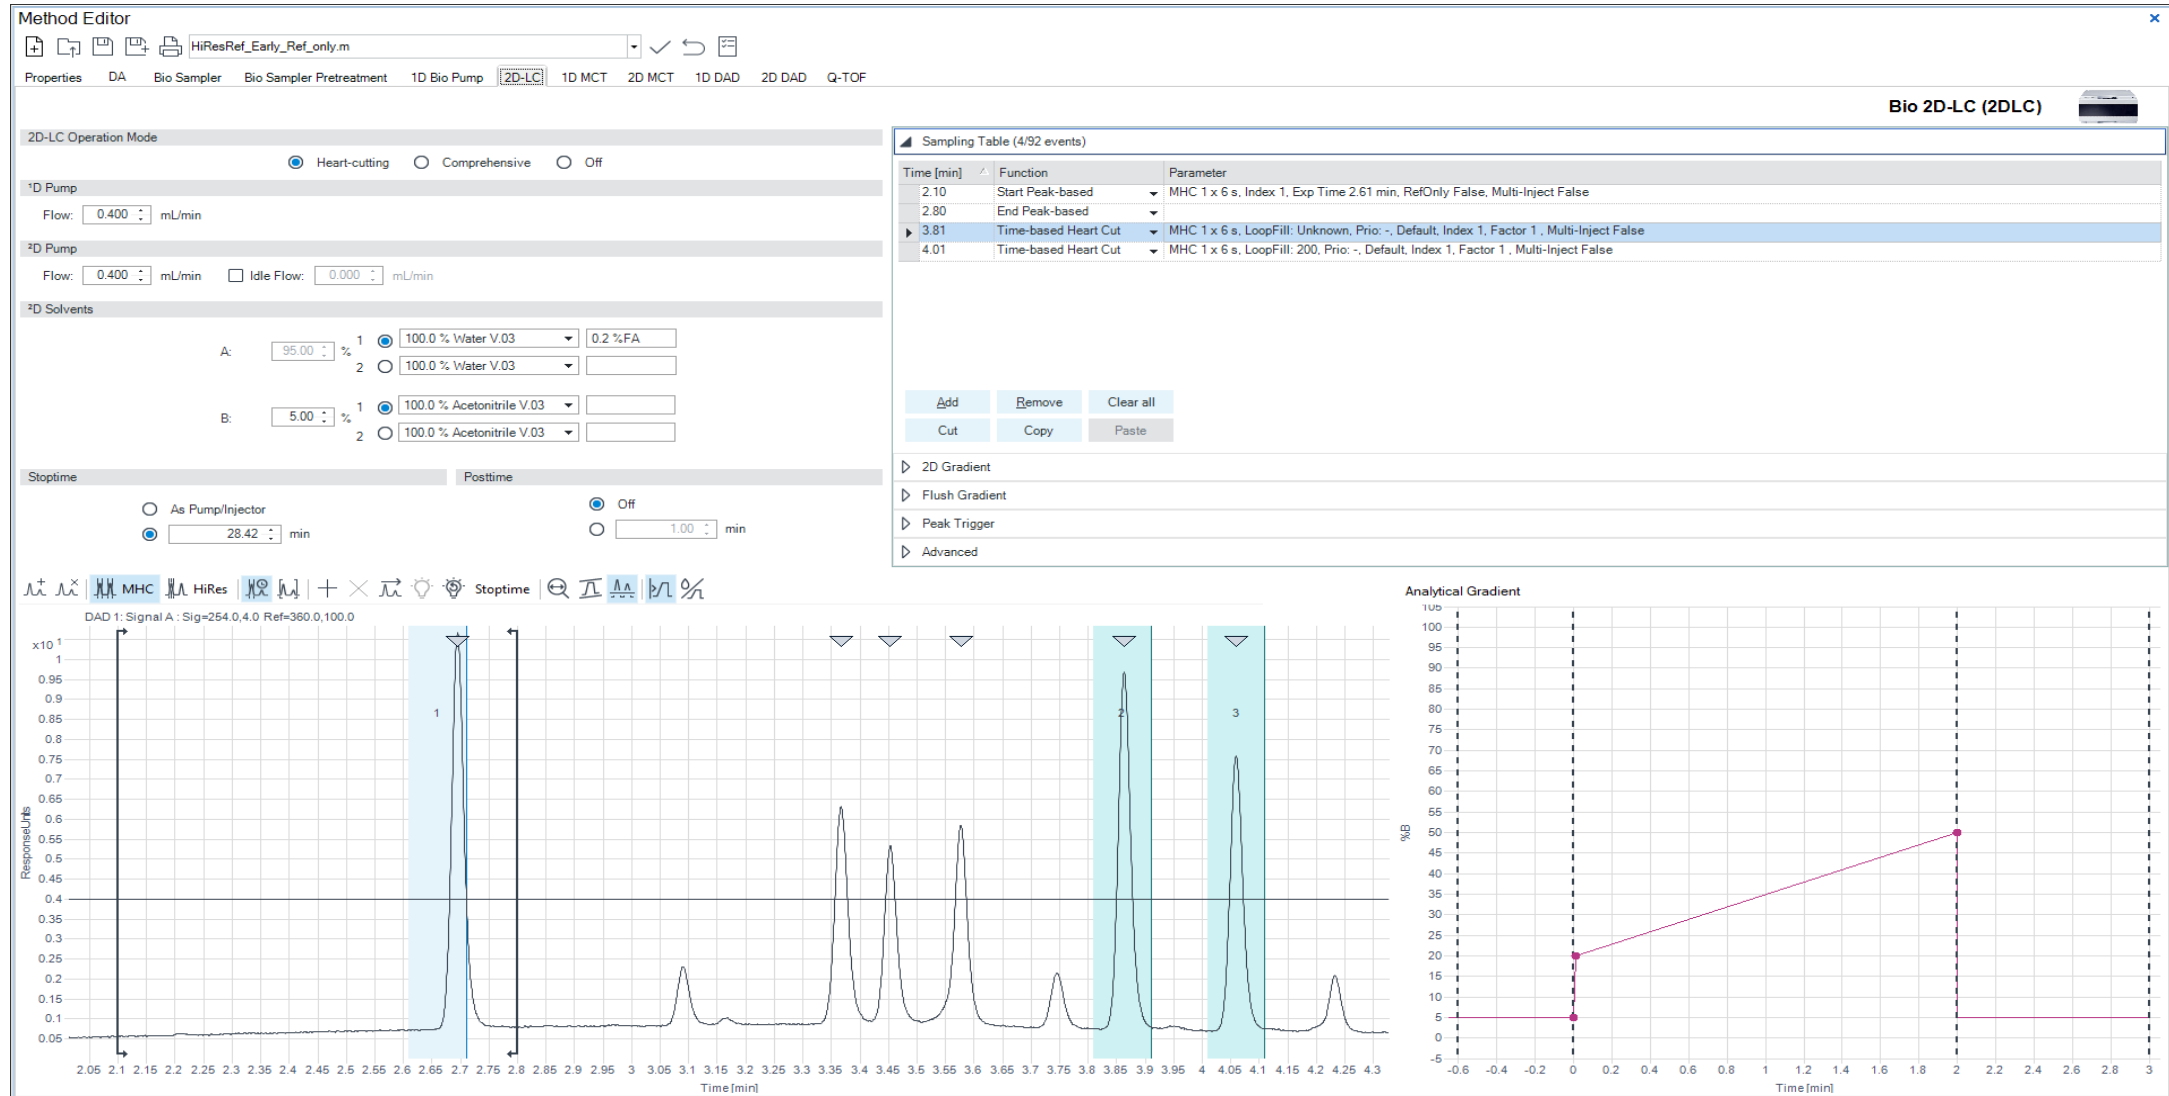 Method Editor
HiResRef_Early_Ref_only.m
Properties DA Bio Sampler Bio Sampler Pretreatment 1D Bio Pump 2D-LC 1D MCT 2D MCT 1D DAD 2D DAD Q-TOF
Bio 2D-LC (2DLC)
2D-LC Operation Mode
Heart-cutting Comprehensive Off
¹D Pump
Flow: 0.400 mL/min
²D Pump
Flow: 0.400 mL/min Idle Flow: 0.000 mL/min
²D Solvents
A: 95.00 % 1 100.0 % Water V.03 0.2 %FA
2 100.0 % Water V.03
B: 5.00 % 1 100.0 % Acetonitrile V.03
2 100.0 % Acetonitrile V.03
Stoptime Posttime
As Pump/Injector Off
28.42 min 1.00 min
Sampling Table (4/92 events)
Time [min] Function Parameter
2.10 Start Peak-based MHC 1 x 6 s, Index 1, Exp Time 2.61 min, RefOnly False, Multi-Inject False
2.80 End Peak-based
3.81 Time-based Heart Cut MHC 1 x 6 s, LoopFill: Unknown, Prio: -, Default, Index 1, Factor 1 , Multi-Inject False
4.01 Time-based Heart Cut MHC 1 x 6 s, LoopFill: 200, Prio: -, Default, Index 1, Factor 1 , Multi-Inject False
Add Remove Clear all
Cut Copy Paste
2D Gradient
Flush Gradient
Peak Trigger
Advanced
MHC HiRes Stoptime
DAD 1: Signal A : Sig=254.0,4.0 Ref=360.0,100.0
x10 1
1
0.95
0.9
0.85
0.8
0.75
0.7
0.65
0.6
0.55
0.5
0.45
0.4
0.35
0.3
0.25
0.2
0.15
0.1
0.05
ResponseUnits
1 2 3
2.05 2.1 2.15 2.2 2.25 2.3 2.35 2.4 2.45 2.5 2.55 2.6 2.65 2.7 2.75 2.8 2.85 2.9 2.95 3 3.05 3.1 3.15 3.2 3.25 3.3 3.35 3.4 3.45 3.5 3.55 3.6 3.65 3.7 3.75 3.8 3.85 3.9 3.95 4 4.05 4.1 4.15 4.2 4.25 4.3
Time [min]
Analytical Gradient
105
100
95
90
85
80
75
70
65
60
55
50
45
40
35
30
25
20
15
10
5
0
-5
%B
-0.6 -0.4 -0.2 0 0.2 0.4 0.6 0.8 1 1.2 1.4 1.6 1.8 2 2.2 2.4 2.6 2.8 3
Time [min]